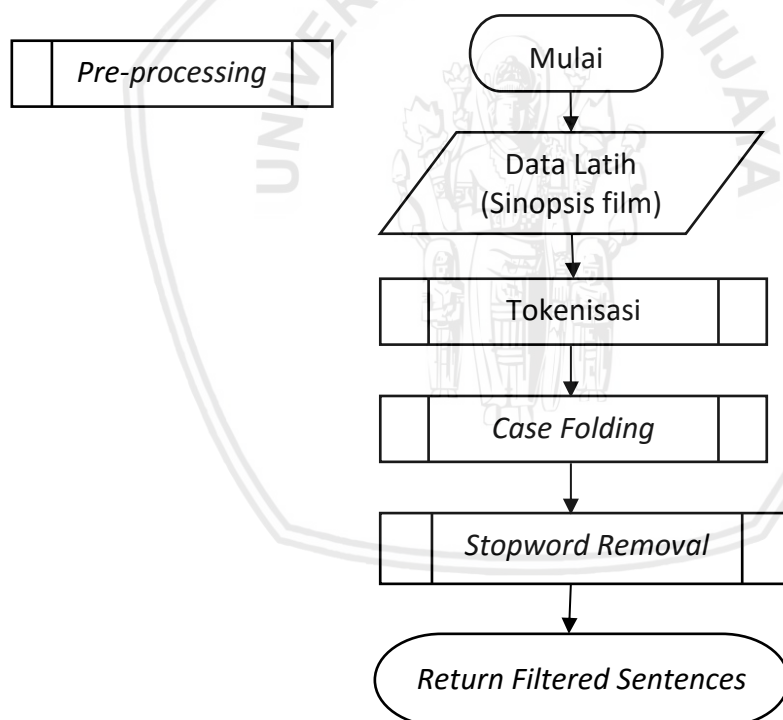 Pre-processing
Mulai
Data Latih
(Sinopsis film)
Tokenisasi
Case Folding
Stopword Removal
Return Filtered Sentences